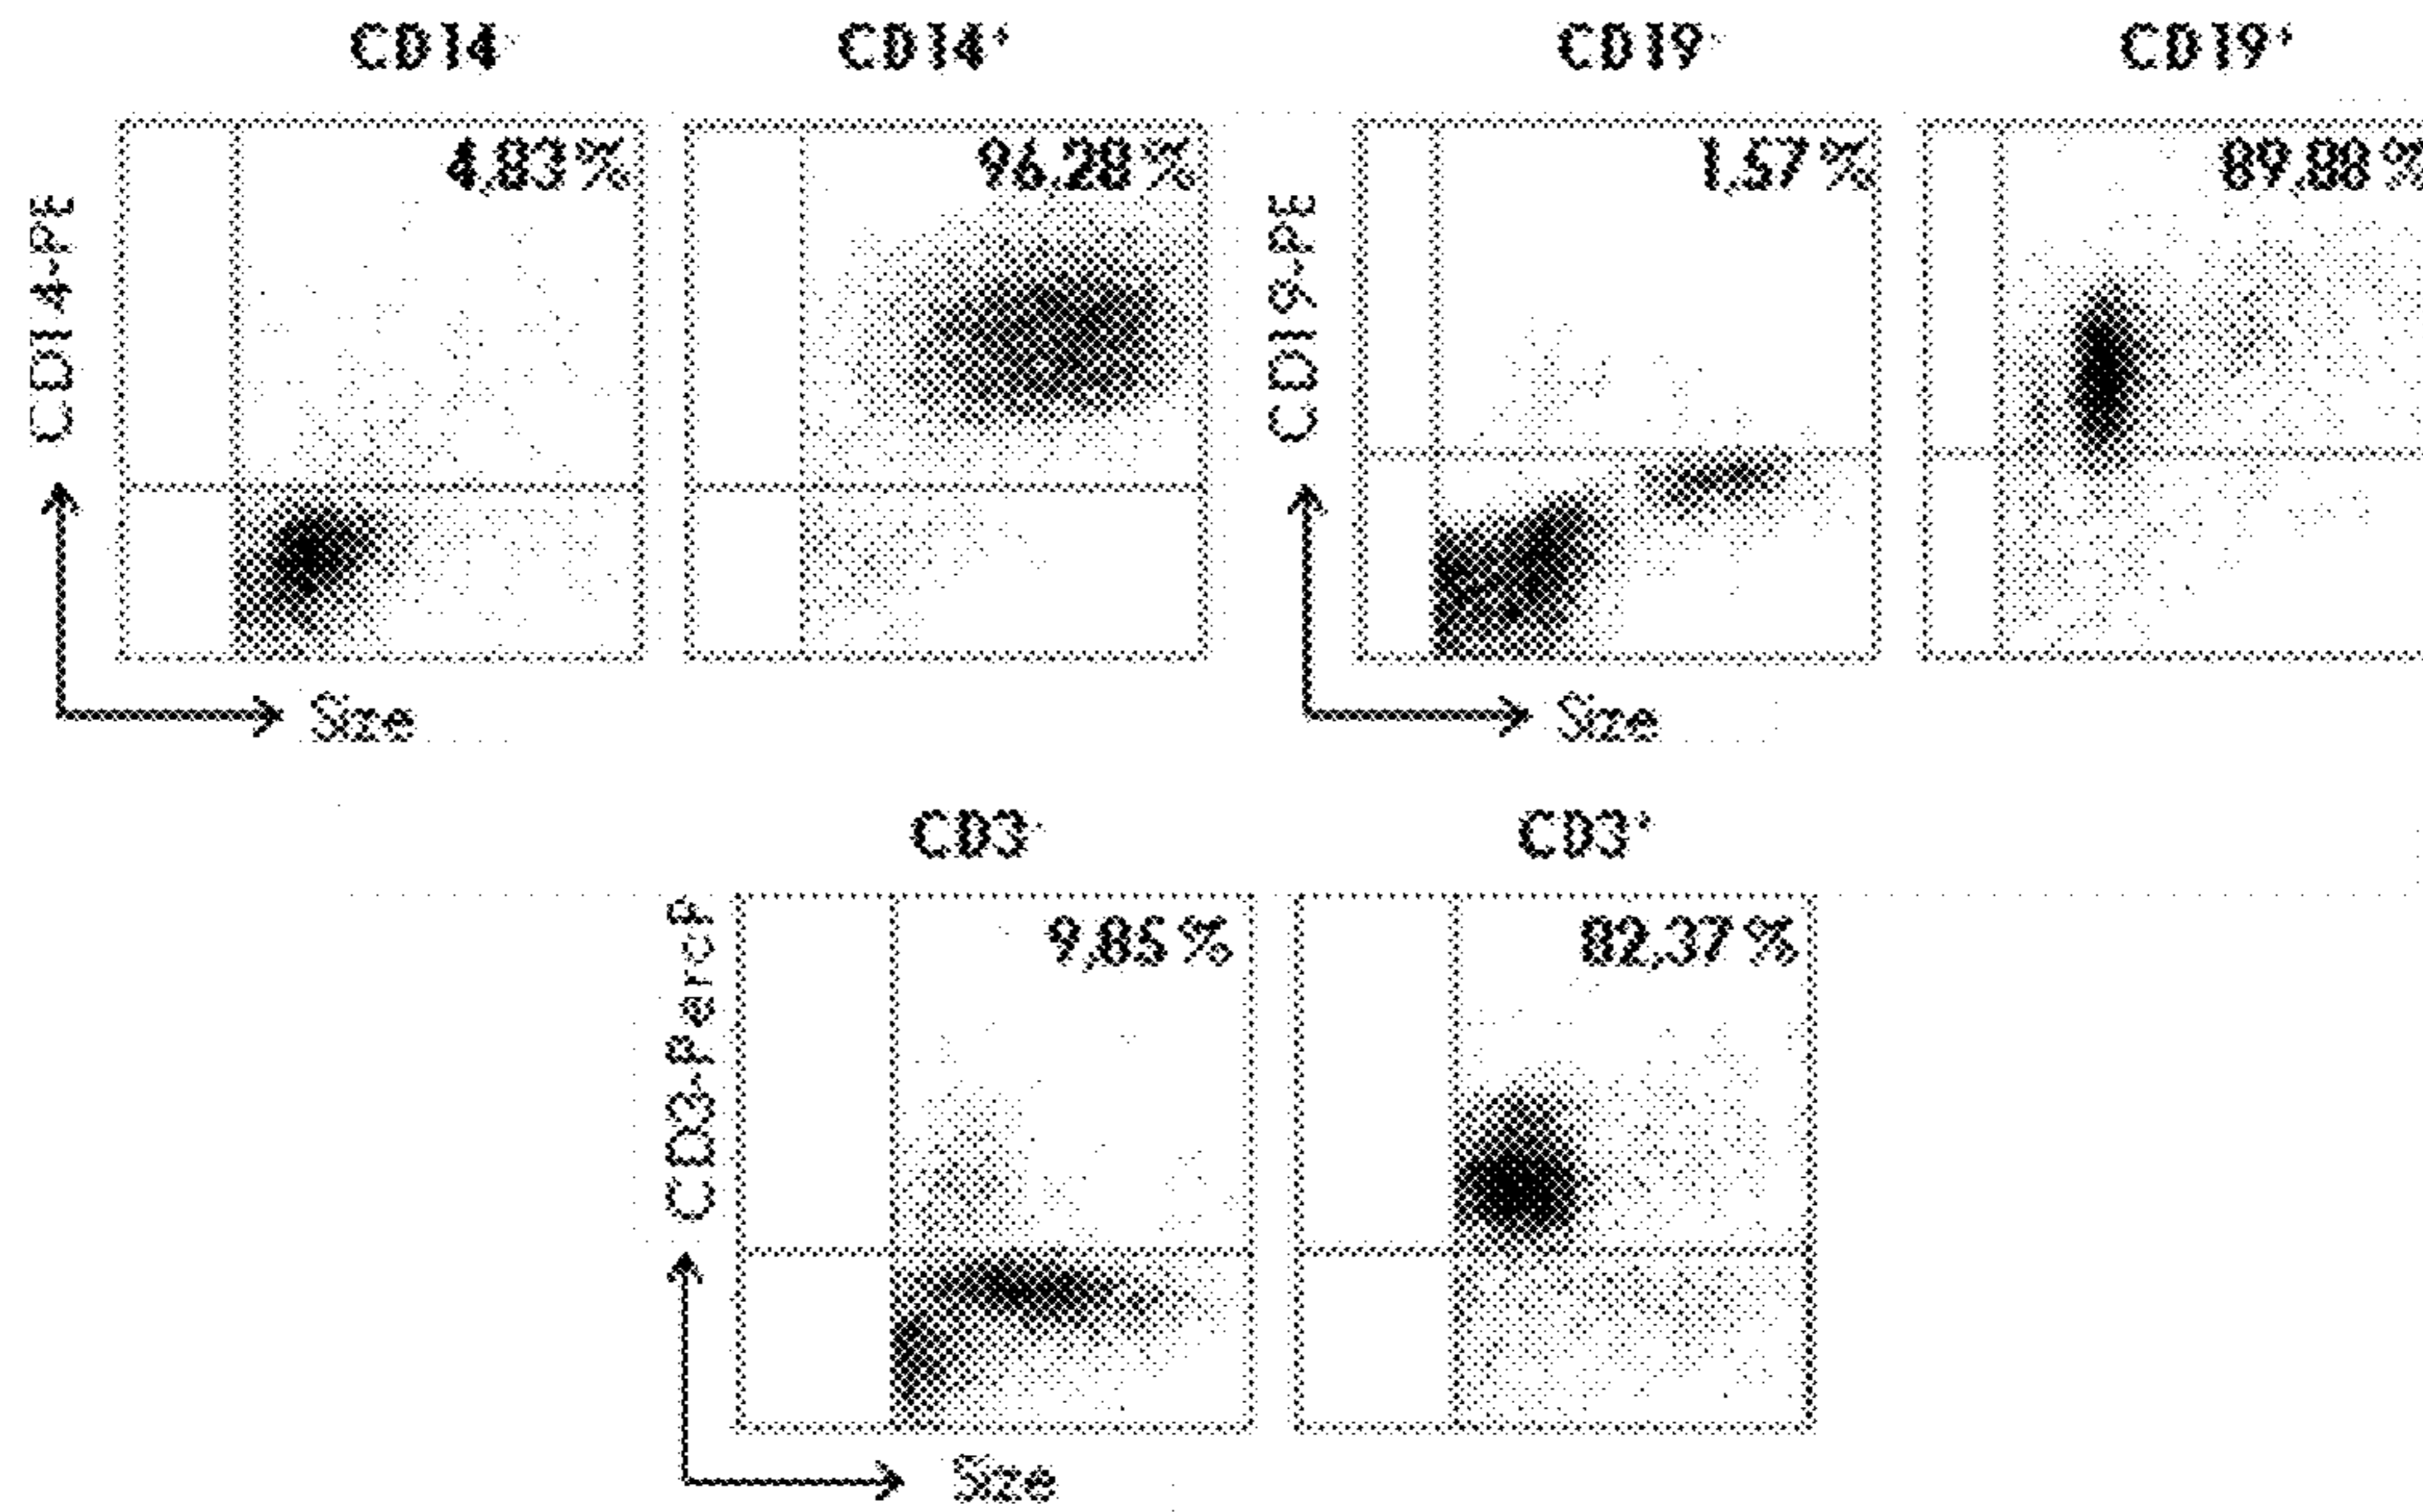 CD14-
CD14+
CD19-
CD19+
4,83%
96.28%
1,57%
89,88%
CD14-PE
CD19-PE
Size
Size
CD3-
CD3+
9,85%
82,37%
CD3-ParcP
Size